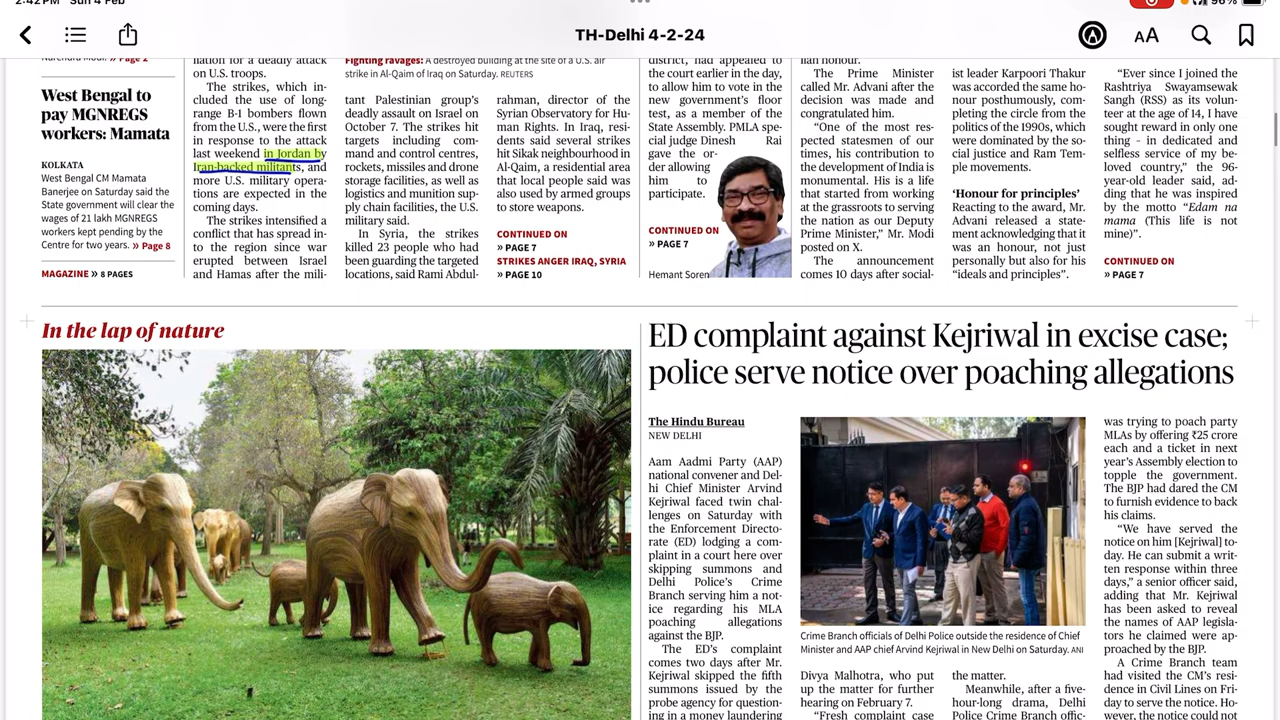 2:42 PM Sun 4 Feb
96%
TH-Delhi 4-2-24
AA
Narendra Modi. » Page 2
West Bengal to
pay MGNREGS
workers: Mamata
KOLKATA
West Bengal CM Mamata
Banerjee on Saturday said the
State government will clear the
wages of 21 lakh MGNREGS
workers kept pending by the
Centre for two years. » Page 8
MAGAZINE » 8 PAGES
nation for a deadly attack
on U.S. troops.
The strikes, which in-
cluded the use of long-
range B-1 bombers flown
from the U.S., were the first
in response to the attack
last weekend in Jordan by
Iran-backed militants, and
more U.S. military opera-
tions are expected in the
coming days.
The strikes intensified a
conflict that has spread in-
to the region since war
erupted between Israel
and Hamas after the mili-
Fighting ravages: A destroyed building at the site of a U.S. air
strike in Al-Qaim of Iraq on Saturday. REUTERS
tant Palestinian group's
deadly assault on Israel on
October 7. The strikes hit
targets including com-
mand and control centres,
rockets, missiles and drone
storage facilities, as well as
logistics and munition sup-
ply chain facilities, the U.S.
military said.
In Syria, the strikes
killed 23 people who had
been guarding the targeted
locations, said Rami Abdul-
rahman, director of the
Syrian Observatory for Hu-
man Rights. In Iraq, resi-
dents said several strikes
hit Sikak neighbourhood in
Al-Qaim, a residential area
that local people said was
also used by armed groups
to store weapons.
CONTINUED ON
» PAGE 7
STRIKES ANGER IRAQ, SYRIA
» PAGE 10
district, had appealed to
the court earlier in the day,
to allow him to vote in the
new government's floor
test, as a member of the
State Assembly. PMLA spe-
cial judge Dinesh Rai
gave the or-
der allowing
him to
participate.
CONTINUED ON
» PAGE 7
Hemant Soren
ian honour.
The Prime Minister
called Mr. Advani after the
decision was made and
congratulated him.
“One of the most res-
pected statesmen of our
times, his contribution to
the development of India is
monumental. His is a life
that started from working
at the grassroots to serving
the nation as our Deputy
Prime Minister,” Mr. Modi
posted on X.
The announcement
comes 10 days after social-
ist leader Karpoori Thakur
was accorded the same ho-
nour posthumously, com-
pleting the circle from the
politics of the 1990s, which
were dominated by the so-
cial justice and Ram Tem-
ple movements.
‘Honour for principles’
Reacting to the award, Mr.
Advani released a state-
ment acknowledging that it
was an honour, not just
personally but also for his
“ideals and principles”.
“Ever since I joined the
Rashtriya Swayamsewak
Sangh (RSS) as its volun-
teer at the age of 14, I have
sought reward in only one
thing - in dedicated and
selfless service of my be-
loved country,” the 96-
year-old leader said, ad-
ding that he was inspired
by the motto “Edam na
mama (This life is not
mine)”.
CONTINUED ON
» PAGE 7
In the lap of nature
ED complaint against Kejriwal in excise case;
police serve notice over poaching allegations
The Hindu Bureau
NEW DELHI
Aam Aadmi Party (AAP)
national convener and Del-
hi Chief Minister Arvind
Kejriwal faced twin chal-
lenges on Saturday with
the Enforcement Directo-
rate (ED) lodging a com-
plaint in a court here over
skipping summons and
Delhi Police's Crime
Branch serving him a not-
ice regarding his MLA
poaching allegations
against the BJP.
The ED's complaint
comes two days after Mr.
Kejriwal skipped the fifth
summons issued by the
probe agency for question-
ing in a money laundering
Crime Branch officials of Delhi Police outside the residence of Chief
Minister and AAP chief Arvind Kejriwal in New Delhi on Saturday. ANI
Divya Malhotra, who put
up the matter for further
hearing on February 7.
“Fresh complaint case
the matter.
Meanwhile, after a five-
hour-long drama, Delhi
Police Crime Branch offic-
was trying to poach party
MLAs by offering ₹25 crore
each and a ticket in next
year's Assembly election to
topple the government.
The BJP had dared the CM
to furnish evidence to back
his claims.
“We have served the
notice on him [Kejriwal] to-
day. He can submit a writ-
ten response within three
days,” a senior officer said,
adding that Mr. Kejriwal
has been asked to reveal
the names of AAP legisla-
tors he claimed were ap-
proached by the BJP.
A Crime Branch team
had visited the CM's resi-
dence in Civil Lines on Fri-
day to serve the notice. Ho-
wever, the notice could not